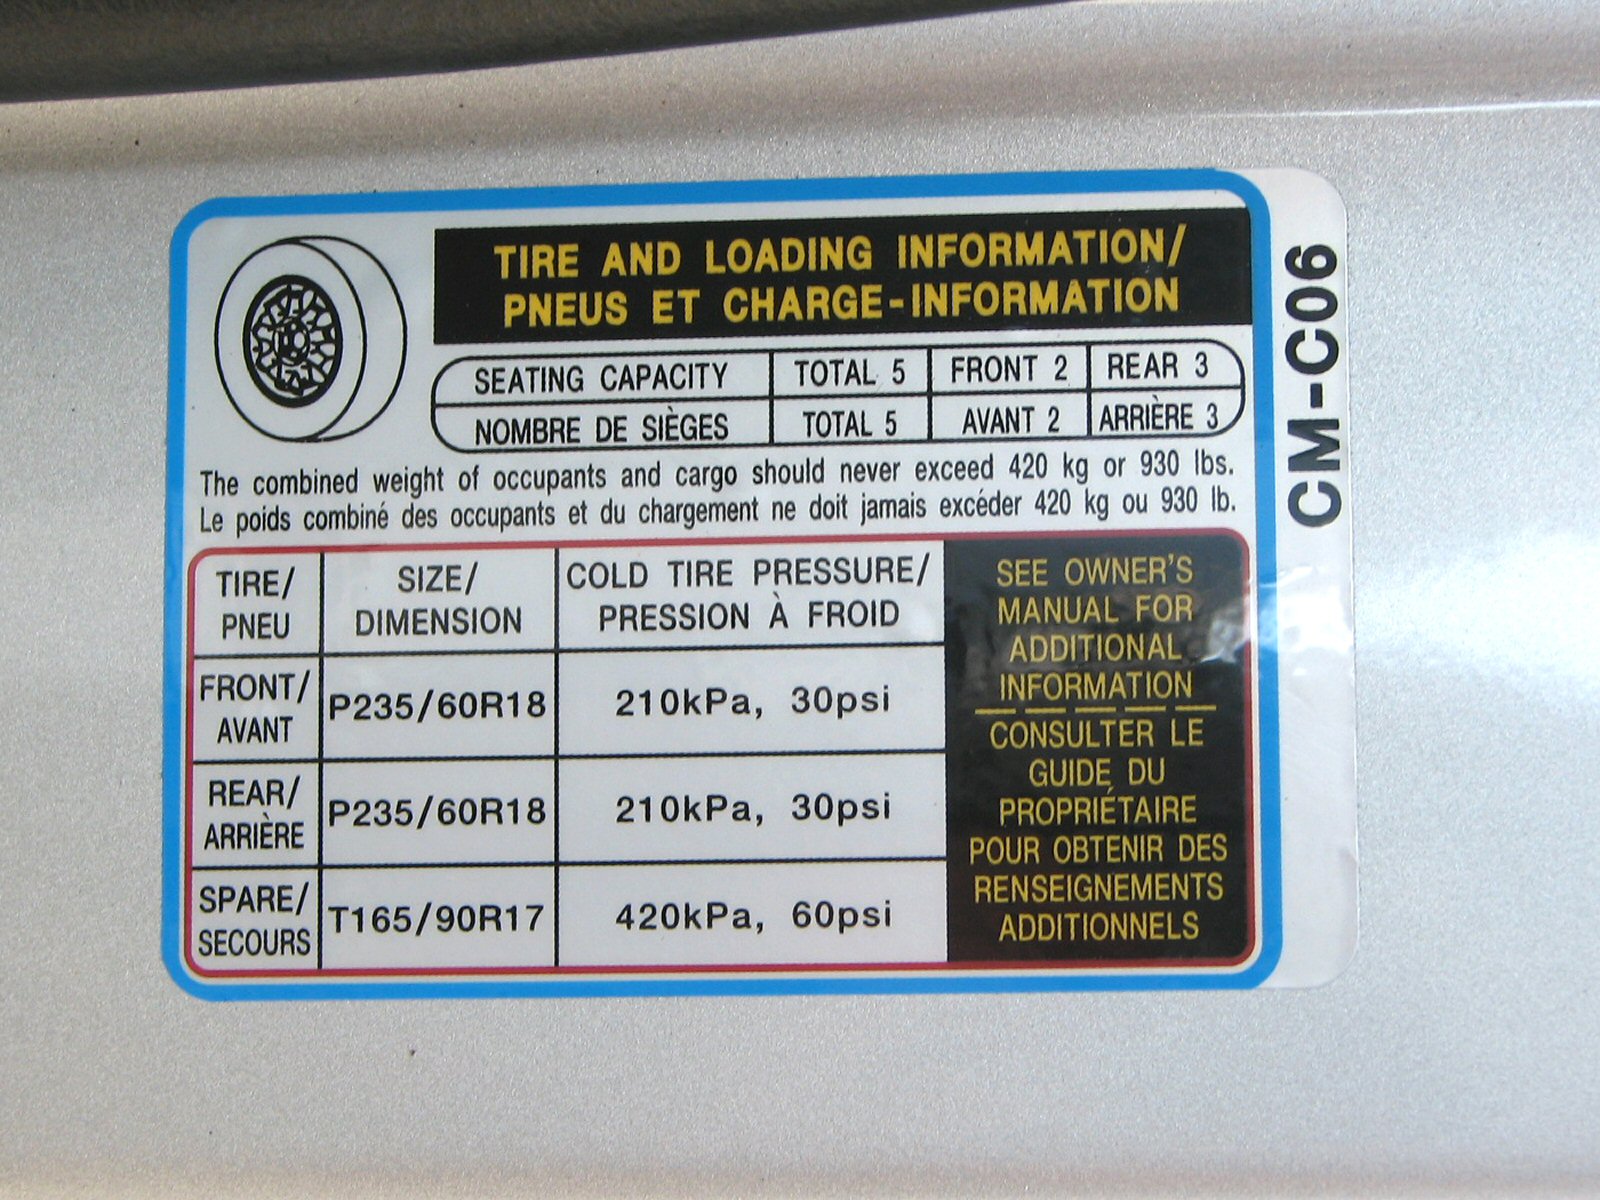 TIRE AND LOADING INFORMATION/
PNEUS ET CHARGE-INFORMATION
SEATING CAPACITY TOTAL 5 FRONT 2 REAR 3
NOMBRE DE SIÈGES TOTAL 5 AVANT 2 ARRIÈRE 3
The combined weight of occupants and cargo should never exceed 420 kg or 930 lbs.
Le poids combiné des occupants et du chargement ne doit jamais excéder 420 kg ou 930 lb.
TIRE/
PNEU
SIZE/
DIMENSION
COLD TIRE PRESSURE/
PRESSION À FROID
FRONT/
AVANT
P235/60R18
210kPa, 30psi
REAR/
ARRIÈRE
P235/60R18
210kPa, 30psi
SPARE/
SECOURS
T165/90R17
420kPa, 60psi
SEE OWNER'S
MANUAL FOR
ADDITIONAL
INFORMATION
CONSULTER LE
GUIDE DU
PROPRIÉTAIRE
POUR OBTENIR DES
RENSEIGNEMENTS
ADDITIONNELS
CM-C06